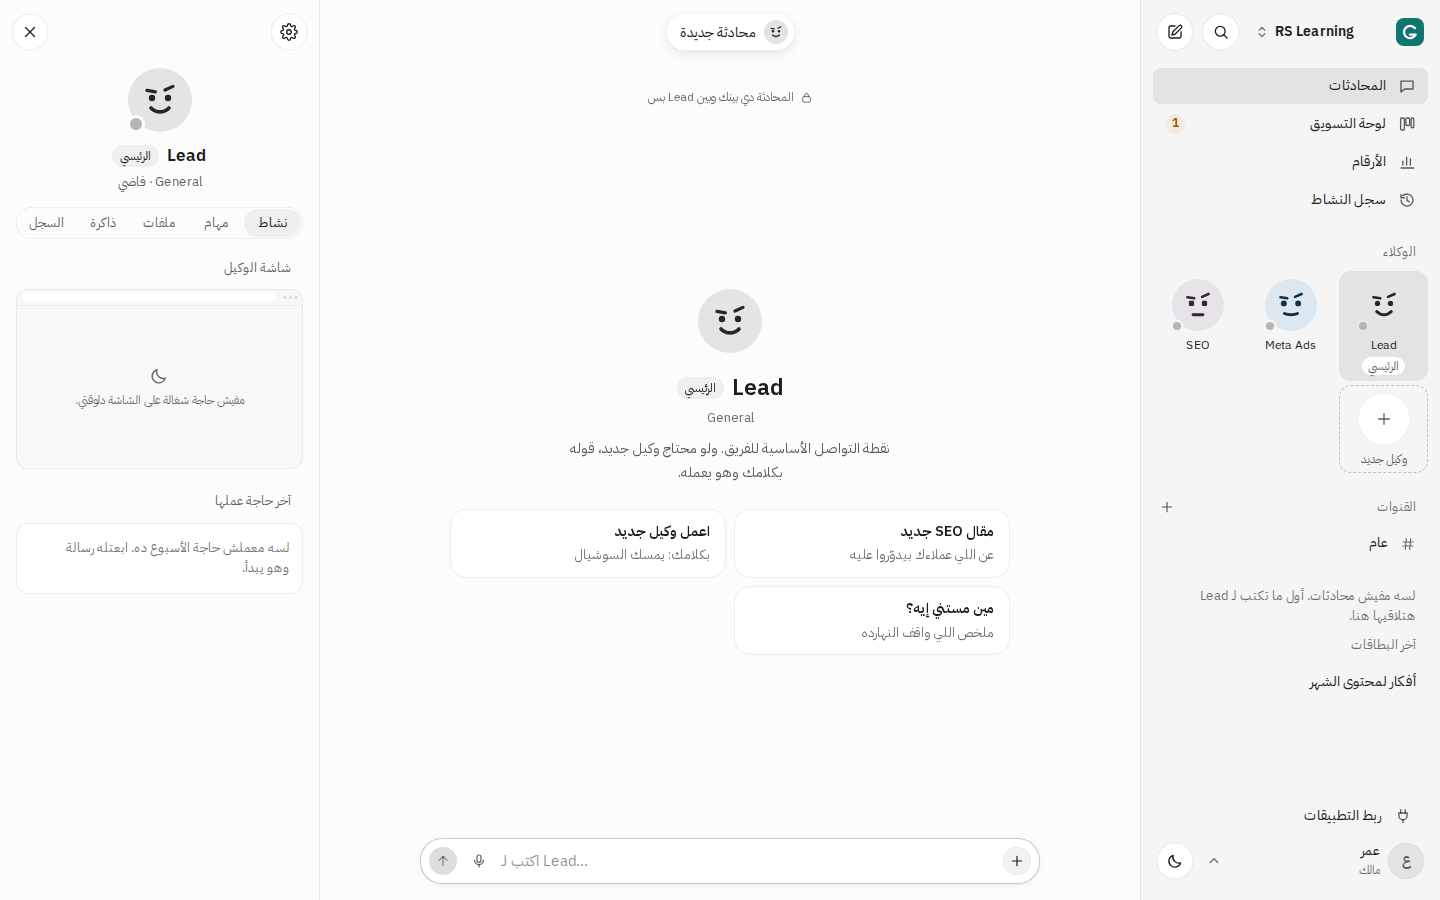 RS Learning
المحادثات
لوحة التسويق
1
الأرقام
سجل النشاط
الوكلاء
Lead
الرئيسي
Meta Ads
SEO
وكيل جديد
القنوات
عام
لسه مفيش محادثات. أول ما تكتب لـ Lead
هتلاقيها هنا.
آخر البطاقات
أفكار لمحتوى الشهر
ربط التطبيقات
ع
عمر
مالك
محادثة جديدة
المحادثة دي بينك وبين Lead بس
Lead الرئيسي
General
نقطة التواصل الأساسية للفريق. ولو محتاج وكيل جديد، قوله
بكلامك وهو يعمله.
مقال SEO جديد
عن اللي عملاءك بيدوّروا عليه
اعمل وكيل جديد
بكلامك: يمسك السوشيال
مين مستني إيه؟
ملخص اللي واقف النهارده
اكتب لـ Lead...
Lead الرئيسي
General · فاضي
نشاط
مهام
ملفات
ذاكرة
السجل
شاشة الوكيل
مفيش حاجة شغالة على الشاشة دلوقتي.
آخر حاجة عملها
لسه معملش حاجة الأسبوع ده. ابعتله رسالة
وهو يبدأ.